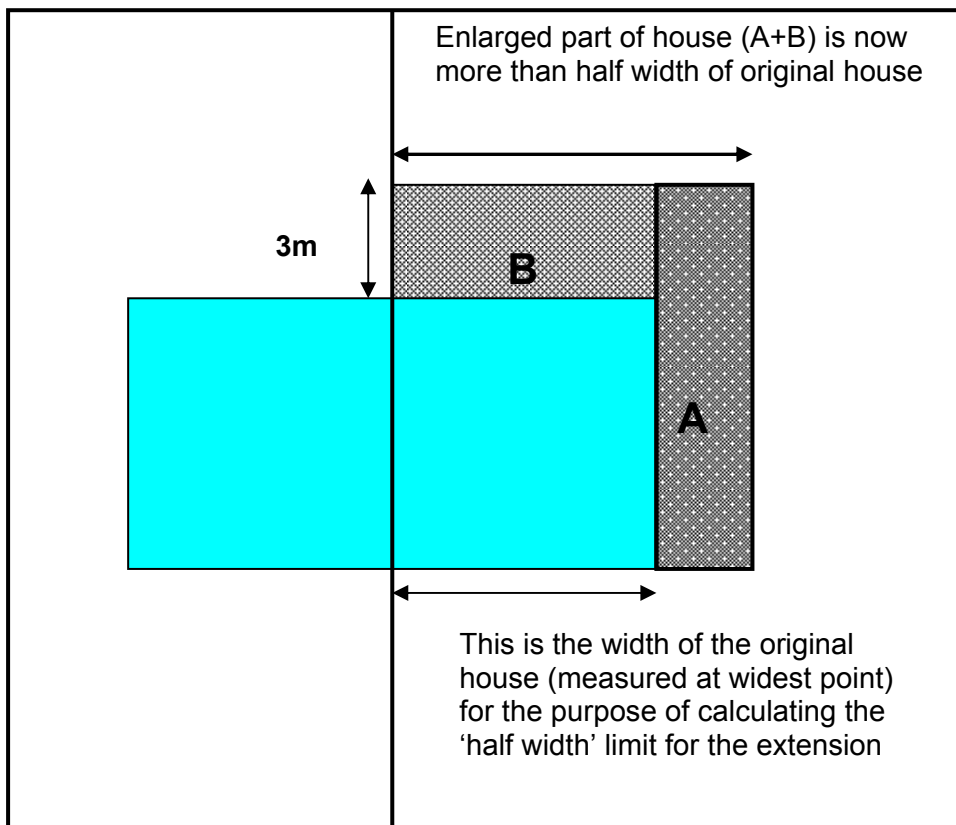 Enlarged part of house (A+B) is now
more than half width of original house
3m
B
A
This is the width of the original
house (measured at widest point)
for the purpose of calculating the
‘half width’ limit for the extension